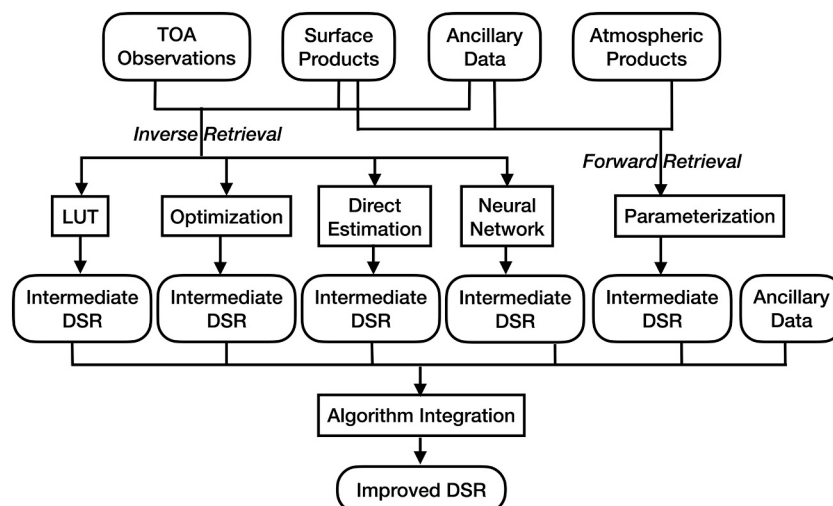 TOA
Observations
Surface
Products
Ancillary
Data
Atmospheric
Products
Inverse Retrieval
Forward Retrieval
LUT
Optimization
Direct
Estimation
Neural
Network
Parameterization
Intermediate
DSR
Intermediate
DSR
Intermediate
DSR
Intermediate
DSR
Intermediate
DSR
Ancillary
Data
Algorithm Integration
Improved DSR